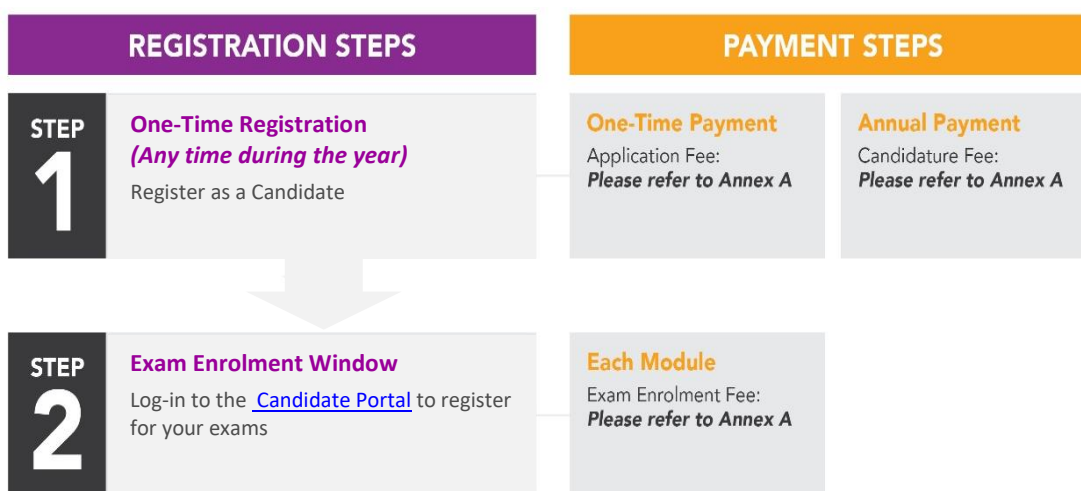 REGISTRATION STEPS
PAYMENT STEPS
STEP
1
One-Time Registration
(Any time during the year)
Register as a Candidate
One-Time Payment
Application Fee:
Please refer to Annex A
Annual Payment
Candidature Fee:
Please refer to Annex A
STEP
2
Exam Enrolment Window
Log-in to the Candidate Portal to register
for your exams
Each Module
Exam Enrolment Fee:
Please refer to Annex A